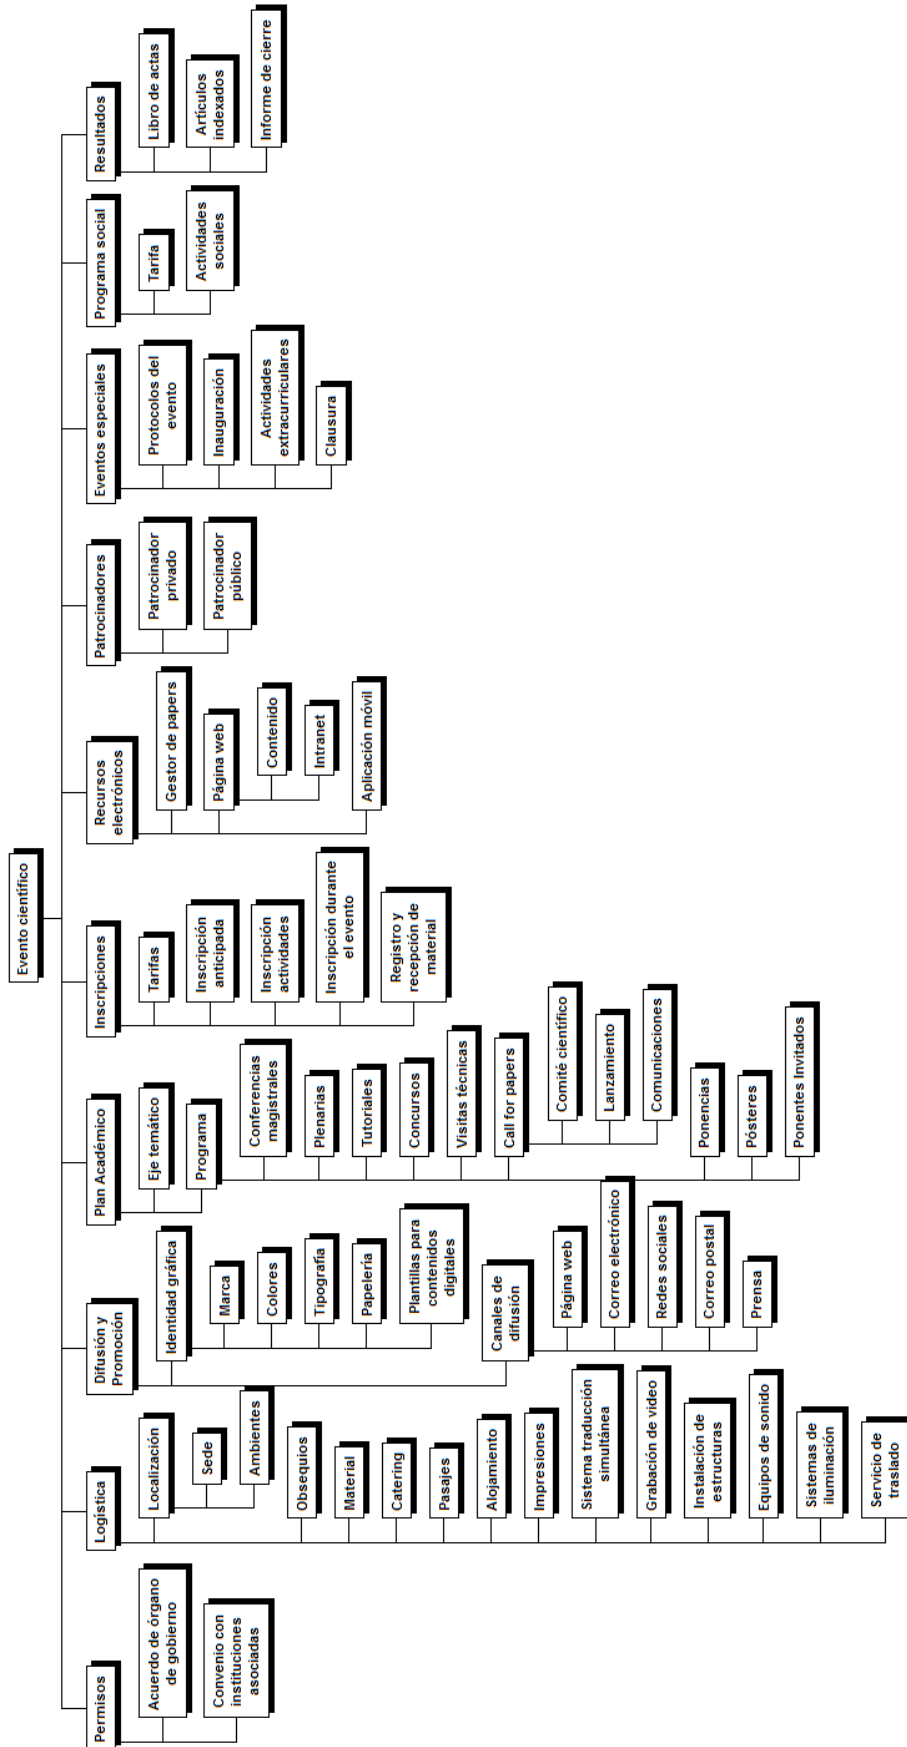 Evento científico
Permisos
Acuerdo de órgano
de gobierno
Convenio con
instituciones
asociadas
Logística
Localización
Sede
Ambientes
Obsequios
Material
Catering
Pasajes
Alojamiento
Impresiones
Sistema traducción
simultánea
Grabación de video
Instalación de
estructuras
Equipos de sonido
Sistemas de
iluminación
Servicio de
traslado
Difusión y
Promoción
Identidad gráfica
Marca
Colores
Tipografía
Papelería
Plantillas para
contenidos
digitales
Canales de
difusión
Página web
Correo electrónico
Redes sociales
Correo postal
Prensa
Plan Académico
Eje temático
Programa
Conferencias
magistrales
Plenarias
Tutoriales
Concursos
Visitas técnicas
Call for papers
Comité científico
Lanzamiento
Comunicaciones
Ponencias
Pósteres
Ponentes Invitados
Inscripciones
Tarifas
Inscripción
anticipada
Inscripción
actividades
Inscripción durante
el evento
Registro y
recepción de
material
Recursos
electrónicos
Gestor de papers
Página web
Contenido
Intranet
Aplicación móvil
Patrocinadores
Patrocinador
privado
Patrocinador
público
Eventos especiales
Protocolos del
evento
Inauguración
Actividades
extracurriculares
Clausura
Programa social
Tarifa
Actividades
sociales
Resultados
Libro de actas
Artículos
indexados
Informe de cierre